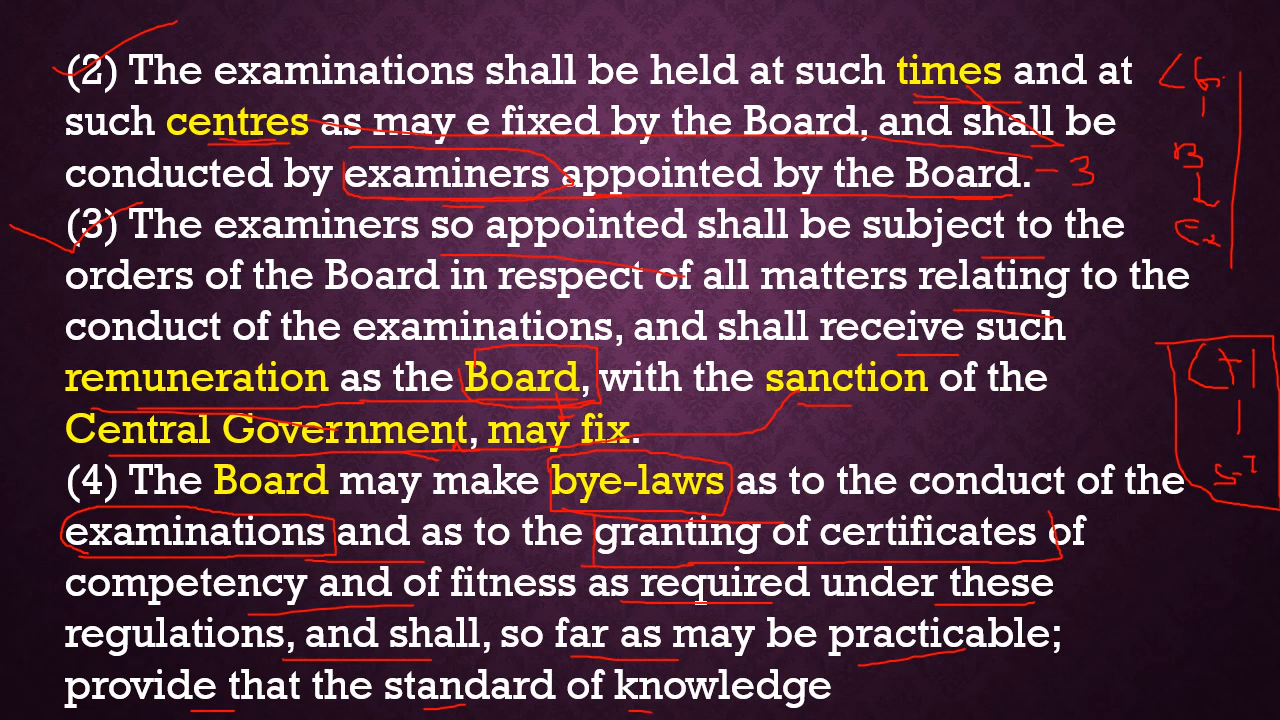 (2) The examinations shall be held at such times and at
such centres as may e fixed by the Board, and shall be
conducted by examiners appointed by the Board. - 3
(3) The examiners so appointed shall be subject to the
orders of the Board in respect of all matters relating to the
conduct of the examinations, and shall receive such
remuneration as the Board, with the sanction of the
Central Government, may fix.
(4) The Board may make bye-laws as to the conduct of the
examinations and as to the granting of certificates of
competency and of fitness as required under these
regulations, and shall, so far as may be practicable;
provide that the standard of knowledge